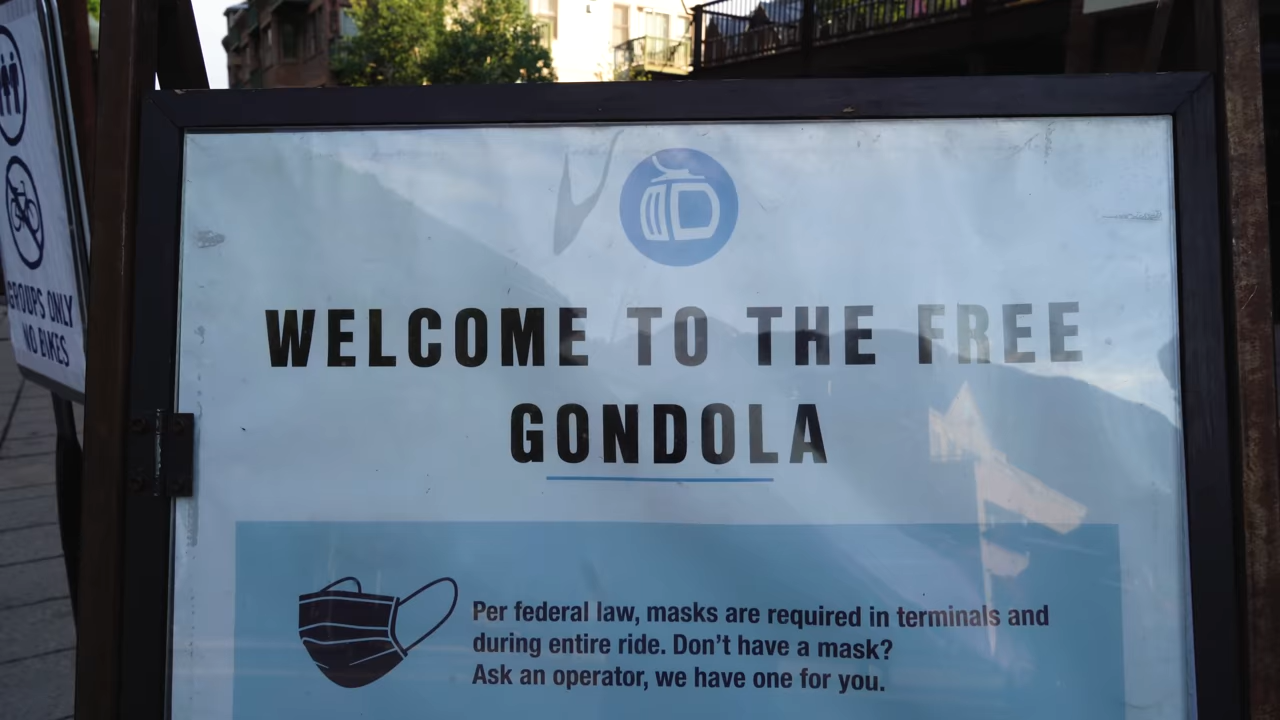 GROUPS ONLY
NO BIKES
WELCOME TO THE FREE
GONDOLA
Per federal law, masks are required in terminals and
during entire ride. Don't have a mask?
Ask an operator, we have one for you.